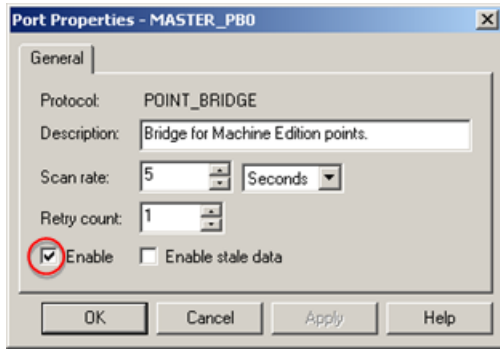 Port Properties - MASTER_PB0
General
Protocol: POINT_BRIDGE
Description: Bridge for Machine Edition points.
Scan rate: 5 Seconds
Retry count: 1
Enable Enable stale data
OK Cancel Apply Help